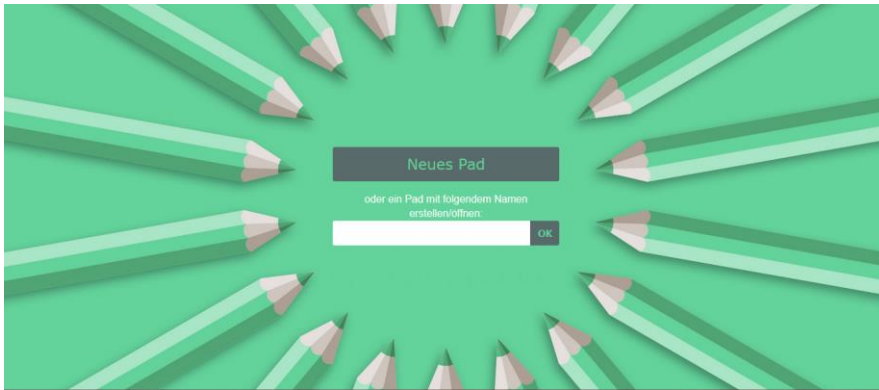 Neues Pad
oder ein Pad mit folgendem Namen
erstellen/öffnen:
OK